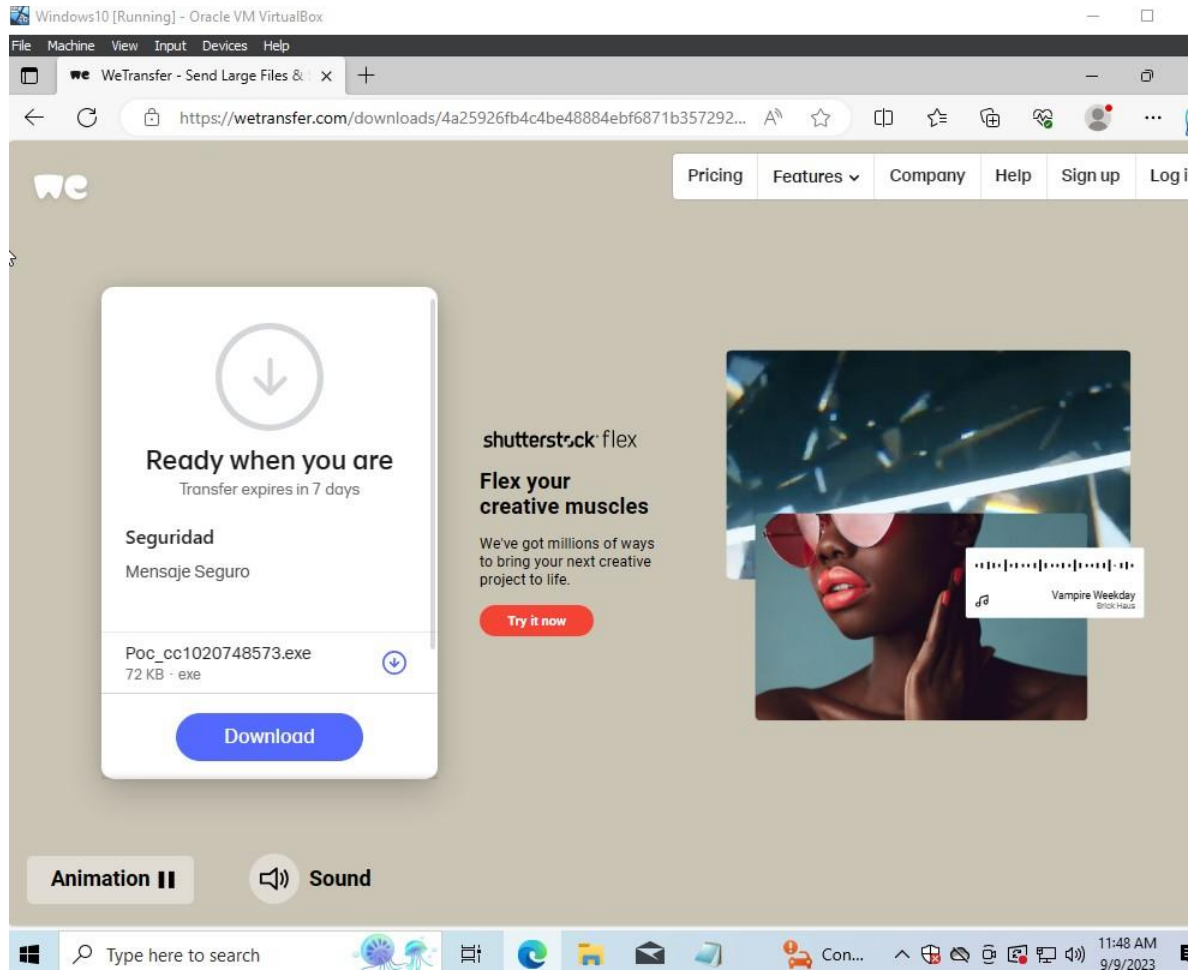 Windows10 [Running] - Oracle VM VirtualBox
File Machine View Input Devices Help
we WeTransfer - Send Large Files &
https://wetransfer.com/downloads/4a25926fb4c4be48884ebf6871b357292...
we
Pricing Features Company Help Sign up Log i
Ready when you are
Transfer expires in 7 days
Seguridad
Mensaje Seguro
Poc_cc1020748573.exe
72 KB · exe
Download
shutterstock flex
Flex your
creative muscles
We've got millions of ways
to bring your next creative
project to life.
Try it now
Vampire Weekday
Brick Haus
Animation
Sound
Type here to search
Con...
11:48 AM
9/9/2023